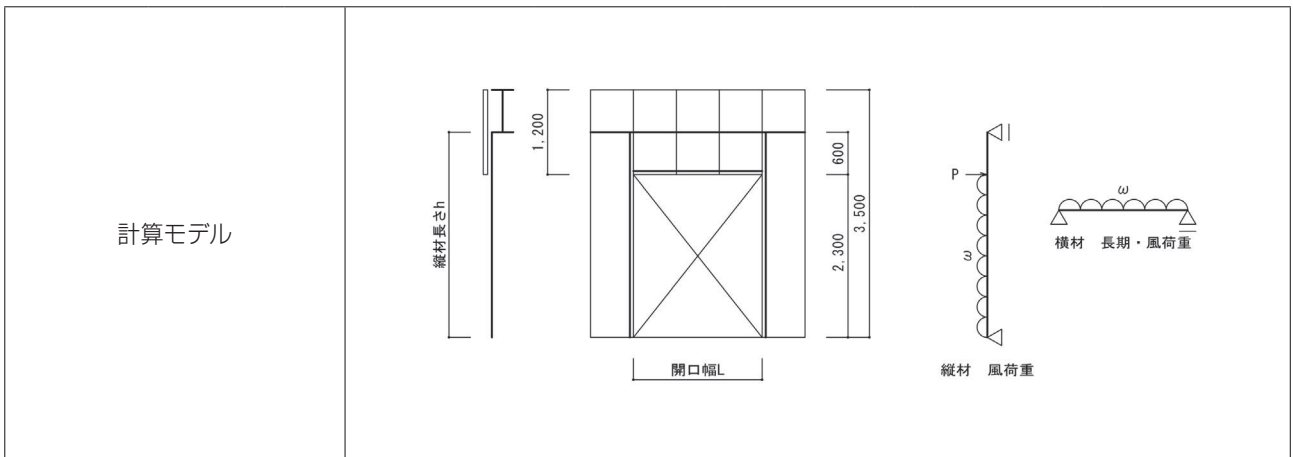 計算モデル
縦材長さh
1,200
開口幅L
600
2,300
3,500
P
ω
縦材 風荷重
ω
横材 長期・風荷重